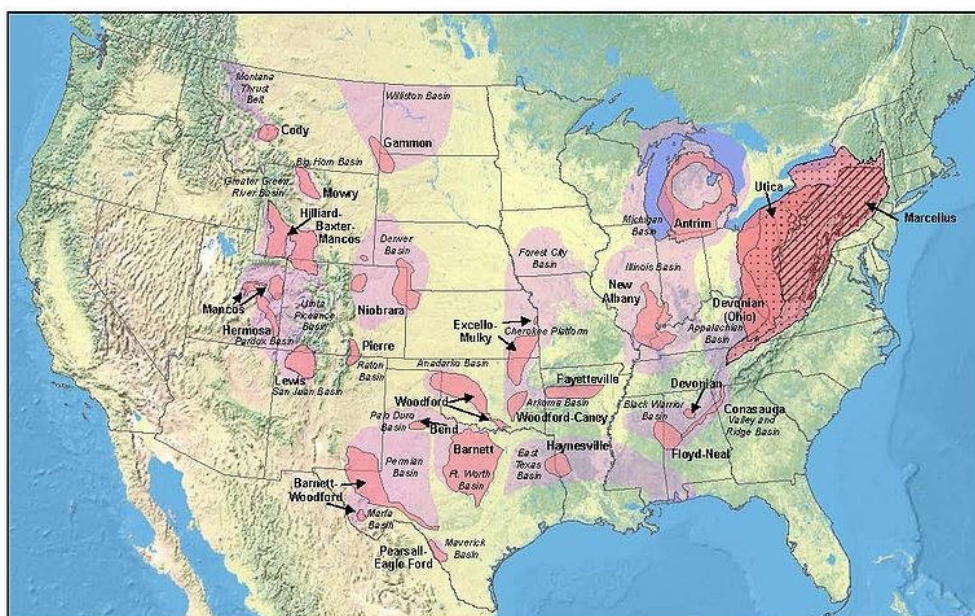 Montana
Thrust
Belt
Cody
Williston Basin
Gammon
Big Horn Basin
Greater Green
River Basin
Mowry
Hilliard-
Baxter-
Mancos
Denver
Basin
Niobrara
Mancos
Uinta
Piceance
Basin
Hermosa
Paradox Basin
Pierre
Raton
Basin
Lewis
San Juan Basin
Forest City
Basin
Excello-
Mulky
Cherokee Platform
Anadarko Basin
Woodford
Palo Duro
Basin
Bend
Fayetteville
Arkoma Basin
Woodford-Caney
Permian
Basin
Barnett
Ft. Worth
Basin
East
Texas
Basin
Haynesville
Barnett-
Woodford
Marfa
Basin
Pearsall-
Eagle Ford
Maverick
Basin
Michigan
Basin
Antrim
Illinois Basin
New
Albany
Utica
Marcellus
Devonian
(Ohio)
Appalachian
Basin
Devonian
Black Warrior
Basin
Conasauga
Valley and
Ridge Basin
Floyd-Neal